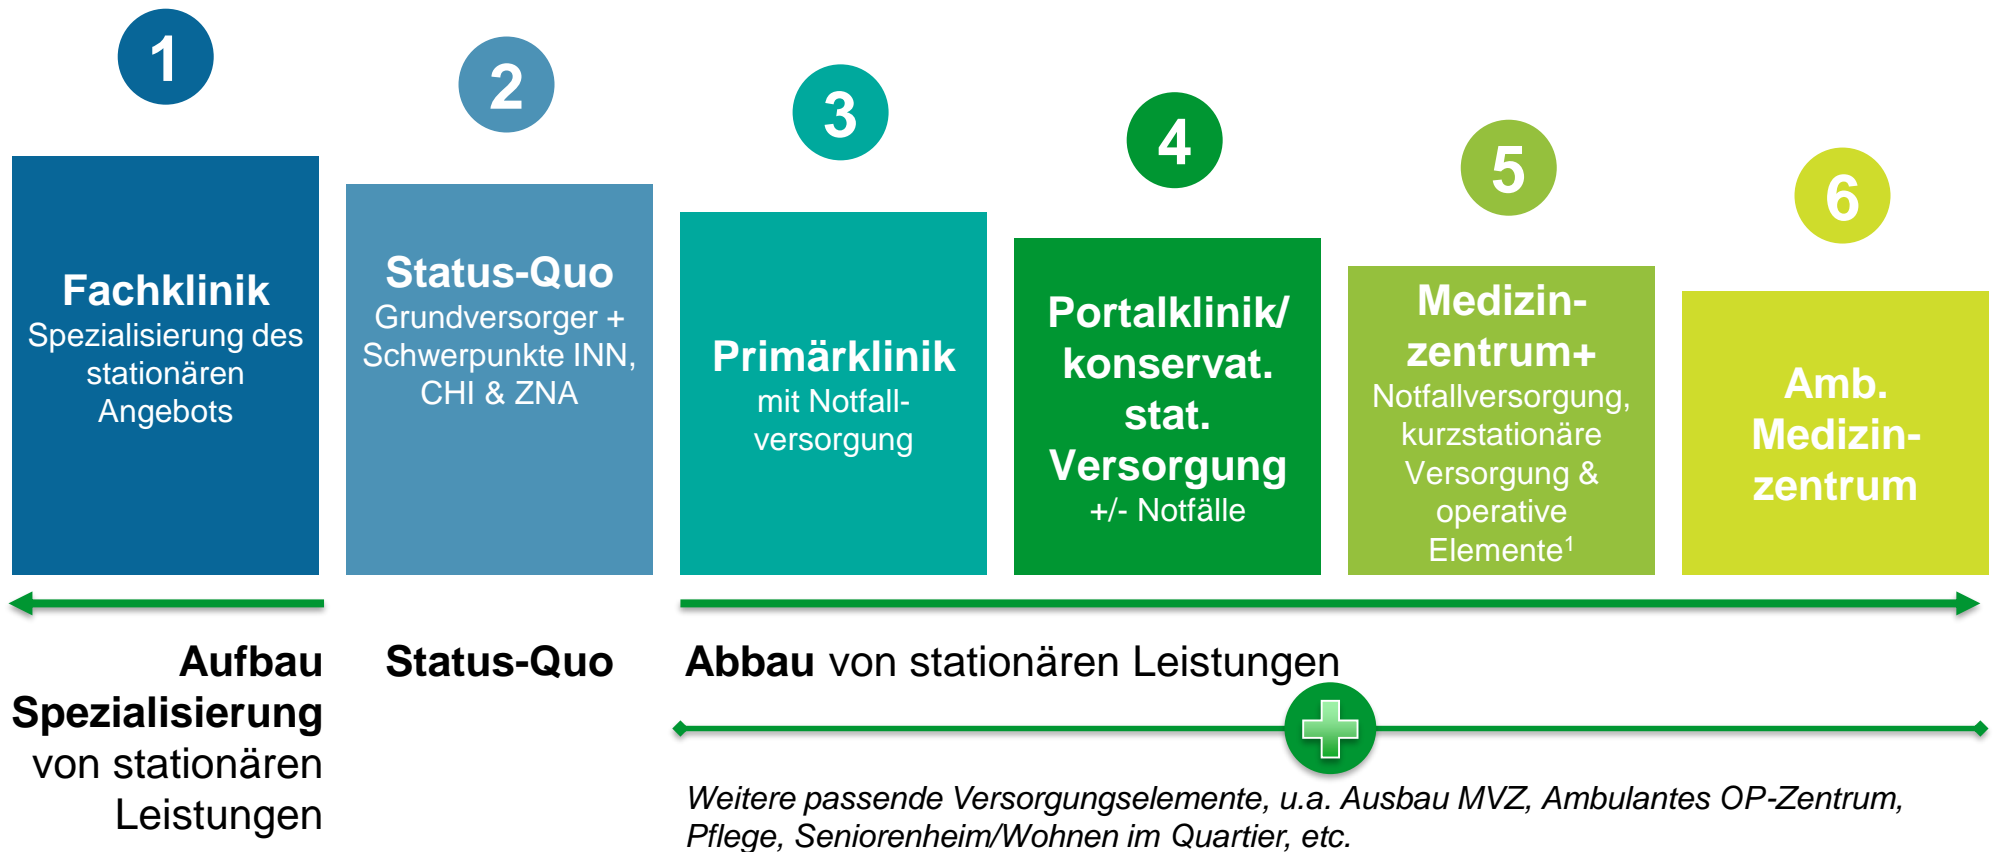 1
Fachklinik
Spezialisierung des
stationären
Angebots
2
Status-Quo
Grundversorger +
Schwerpunkte INN,
CHI & ZNA
3
Primärklinik
mit Notfall-
versorgung
4
Portalklinik/
konservat.
stat.
Versorgung
+/- Notfälle
5
Medizin-
zentrum+
Notfallversorgung,
kurzstationäre
Versorgung &
operative
Elemente¹
6
Amb.
Medizin-
zentrum
Aufbau
Spezialisierung
von stationären
Leistungen
Status-Quo
Abbau von stationären Leistungen
Weitere passende Versorgungselemente, u.a. Ausbau MVZ, Ambulantes OP-Zentrum,
Pflege, Seniorenheim/Wohnen im Quartier, etc.